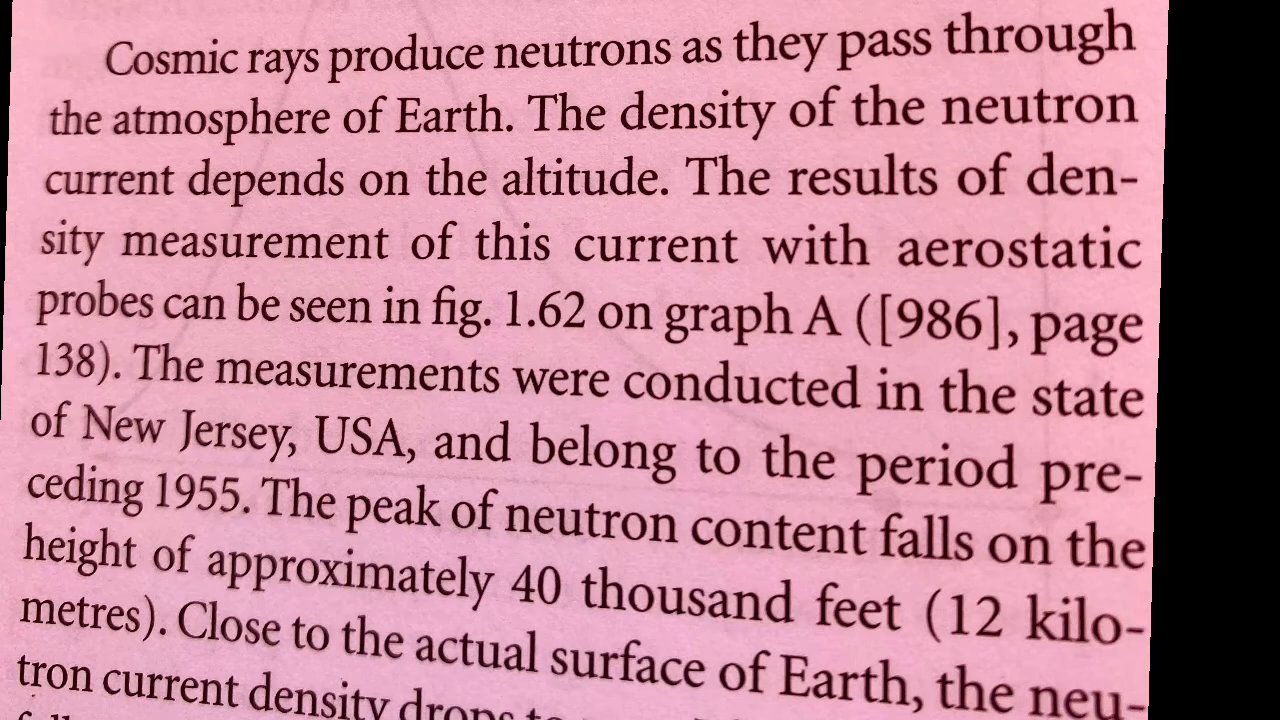 Cosmic rays produce neutrons as they pass through
the atmosphere of Earth. The density of the neutron
current depends on the altitude. The results of den-
sity measurement of this current with aerostatic
probes can be seen in fig. 1.62 on graph A ([986], page
138). The measurements were conducted in the state
of New Jersey, USA, and belong to the period pre-
ceding 1955. The peak of neutron content falls on the
height of approximately 40 thousand feet (12 kilo-
metres). Close to the actual surface of Earth, the neu-
tron current density drops to